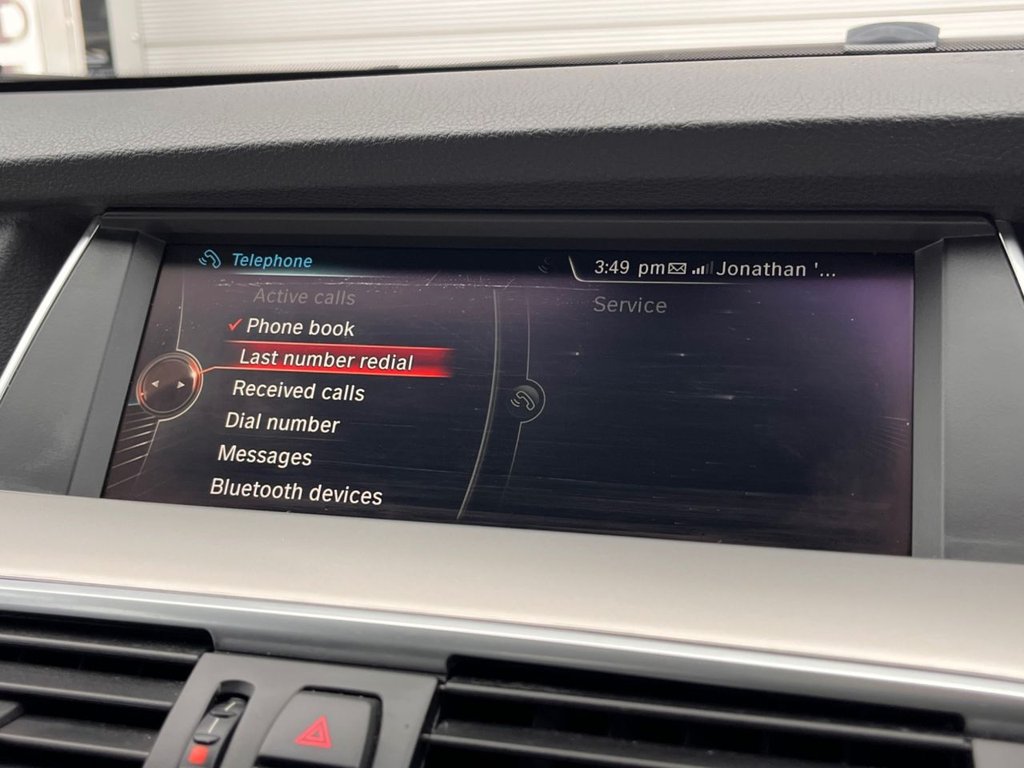 Telephone
3:49 pm Jonathan '...
Active calls
Service
Phone book
Last number redial
Received calls
Dial number
Messages
Bluetooth devices